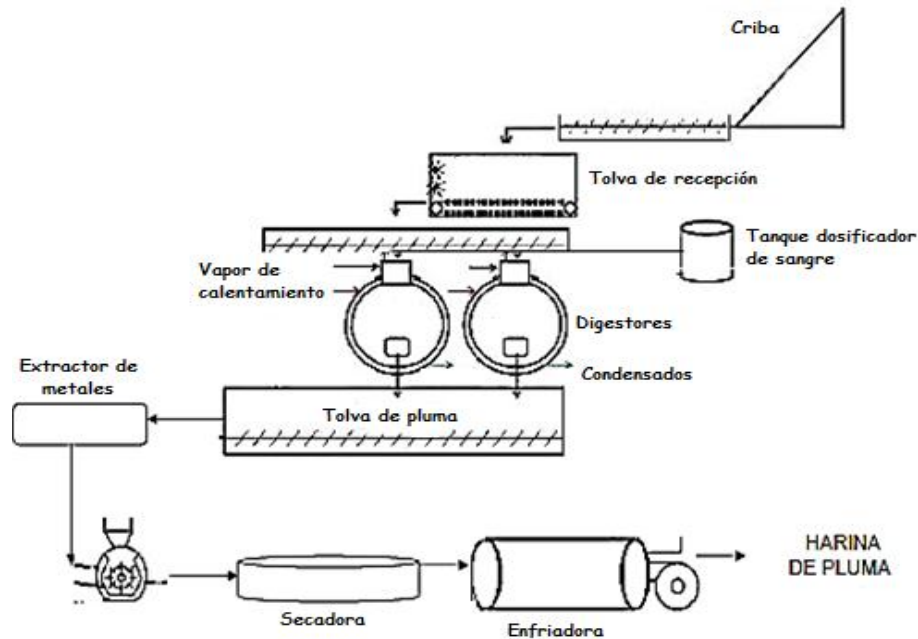 Criba
Tolva de recepción
Tanque dosificador
de sangre
Vapor de
calentamiento
Digestores
Condensados
Extractor de
metales
Tolva de pluma
Secadora
Enfriadora
HARINA
DE PLUMA